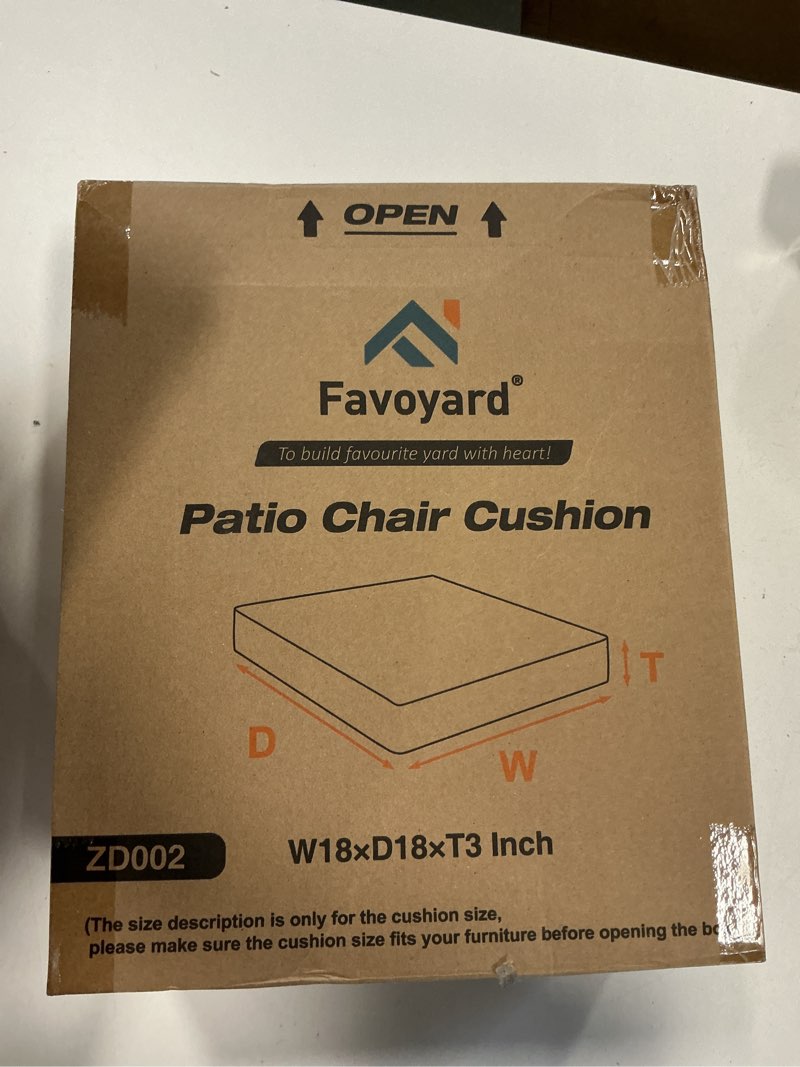 OPEN
Favoyard®
To build favourite yard with heart!
Patio Chair Cushion
T
D
W
ZD002
W18×D18×T3 Inch
(The size description is only for the cushion size,
please make sure the cushion size fits your furniture before opening the